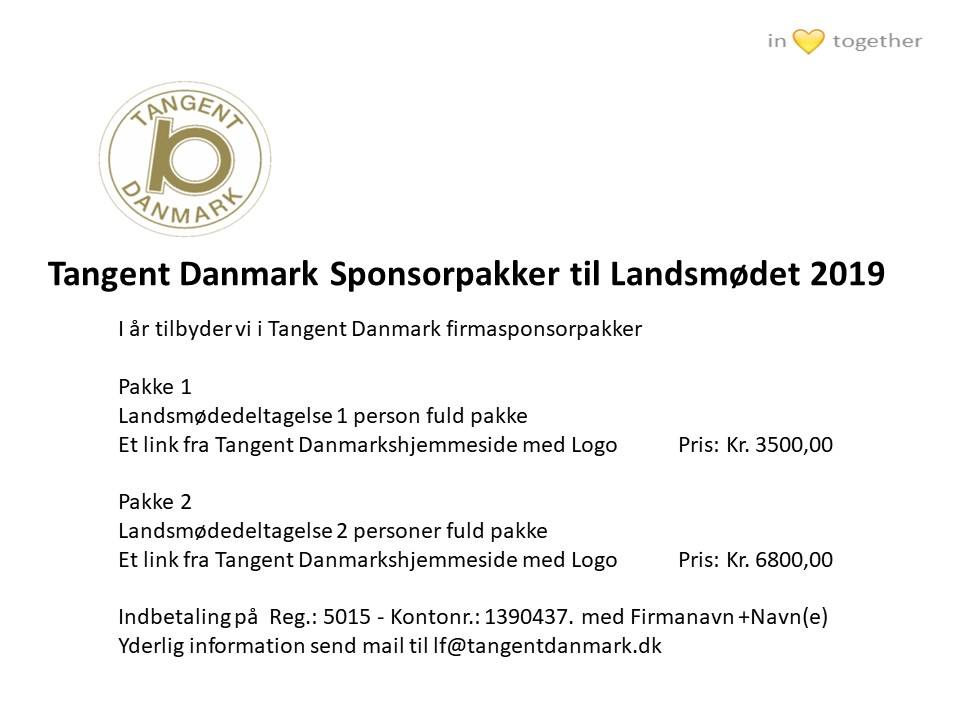 in 💛 together
TANGENT
b
DANMARK
Tangent Danmark Sponsorpakker til Landsmødet 2019
I år tilbyder vi i Tangent Danmark firmasponsorpakker
Pakke 1
Landsmødedeltagelse 1 person fuld pakke
Et link fra Tangent Danmarkshjemmeside med Logo Pris: Kr. 3500,00
Pakke 2
Landsmødedeltagelse 2 personer fuld pakke
Et link fra Tangent Danmarkshjemmeside med Logo Pris: Kr. 6800,00
Indbetaling på Reg.: 5015 - Kontonr.: 1390437. med Firmanavn +Navn(e)
Yderlig information send mail til lf@tangentdanmark.dk